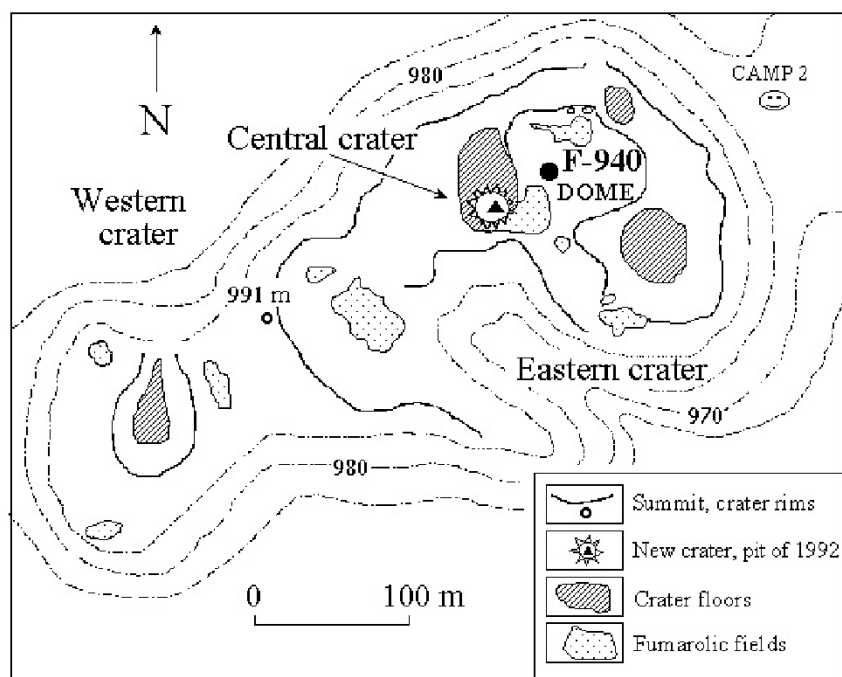 980
CAMP 2
N
Central crater
F-940
DOME
Western
crater
991 m
Eastern crater
970
980
0 100 m
Summit, crater rims
New crater, pit of 1992
Crater floors
Fumarolic fields